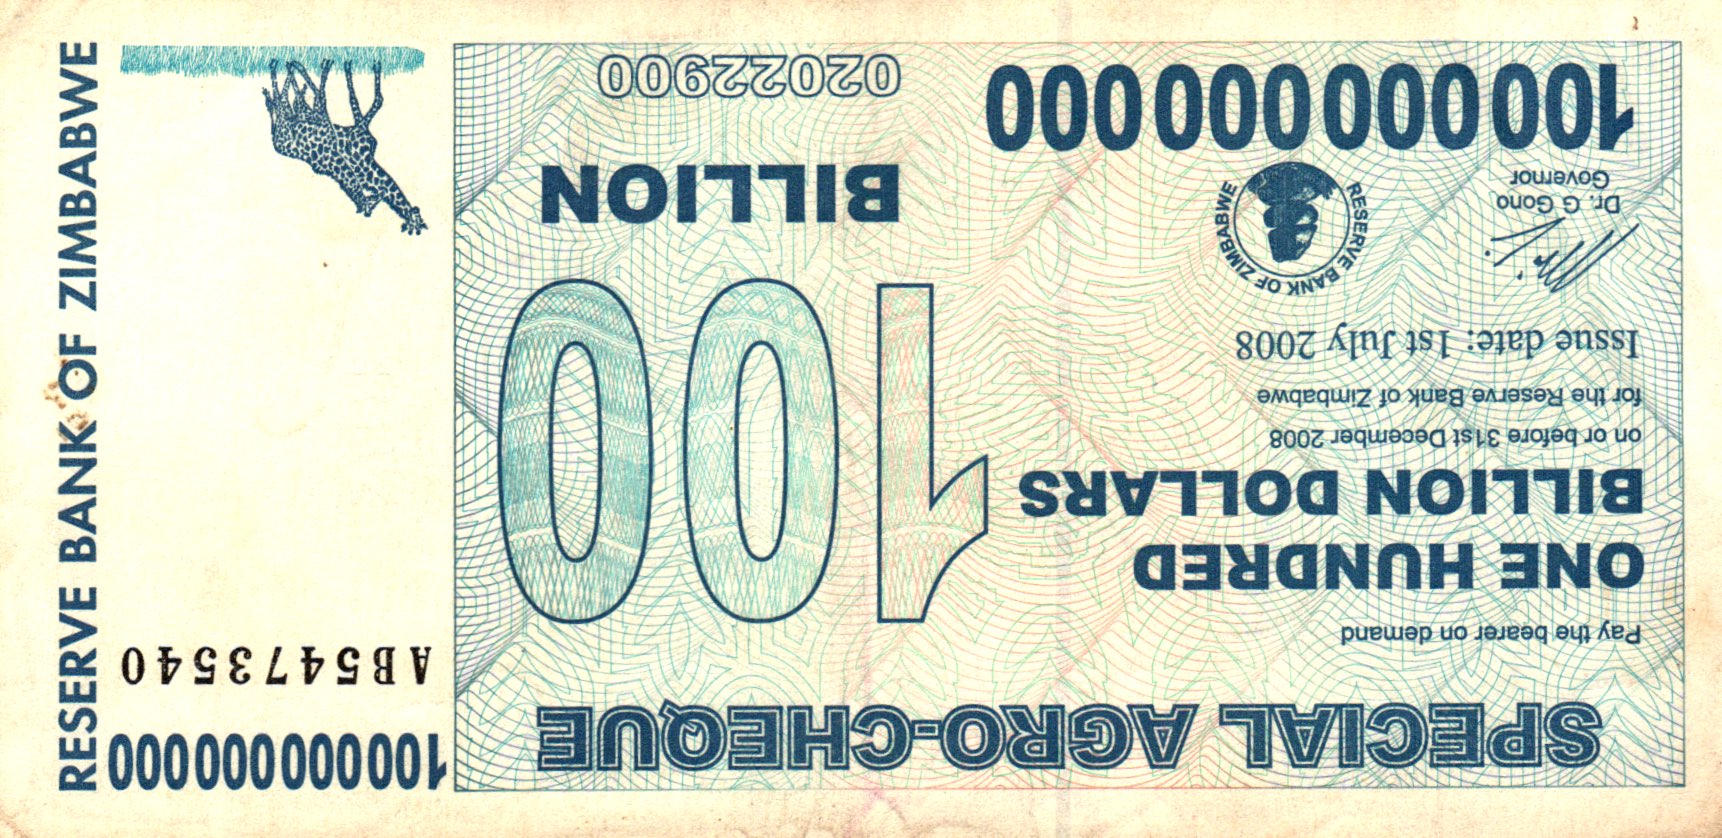 SPECIAL AGRO-CHEQUE
Pay the bearer on demand
ONE HUNDRED
BILLION DOLLARS
on or before 31st December 2008
for the Reserve Bank of Zimbabwe
Issue date: 1st July 2008
Dr. G Gono
Governor
RESERVE BANK OF ZIMBABWE
100000000000
100
BILLION
02022900
100000000000
AB5473540
RESERVE BANK OF ZIMBABWE